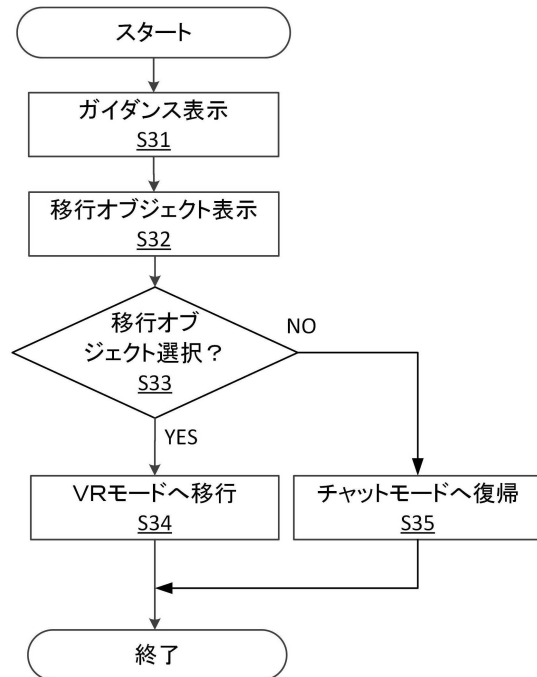 スタート
ガイダンス表示
S31
移行オブジェクト表示
S32
移行オブ
ジェクト選択？
S33
NO
YES
ＶＲモードへ移行
S34
チャットモードへ復帰
S35
終了